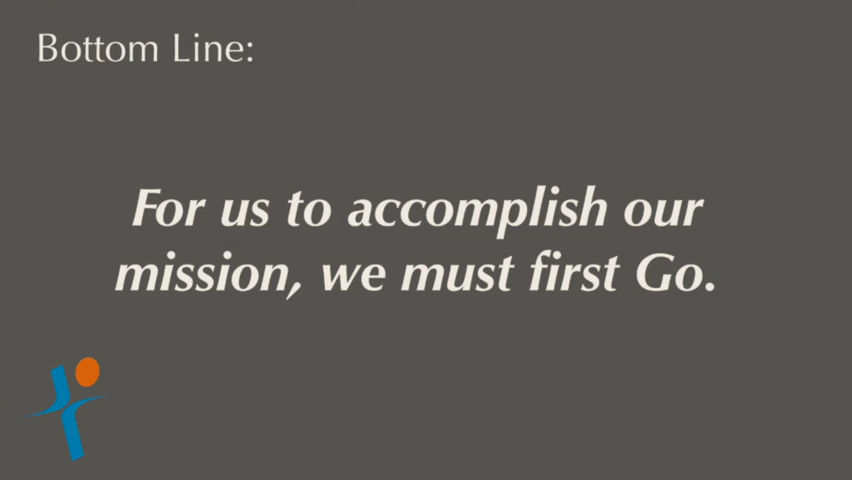 Bottom Line:
For us to accomplish our
mission, we must first Go.